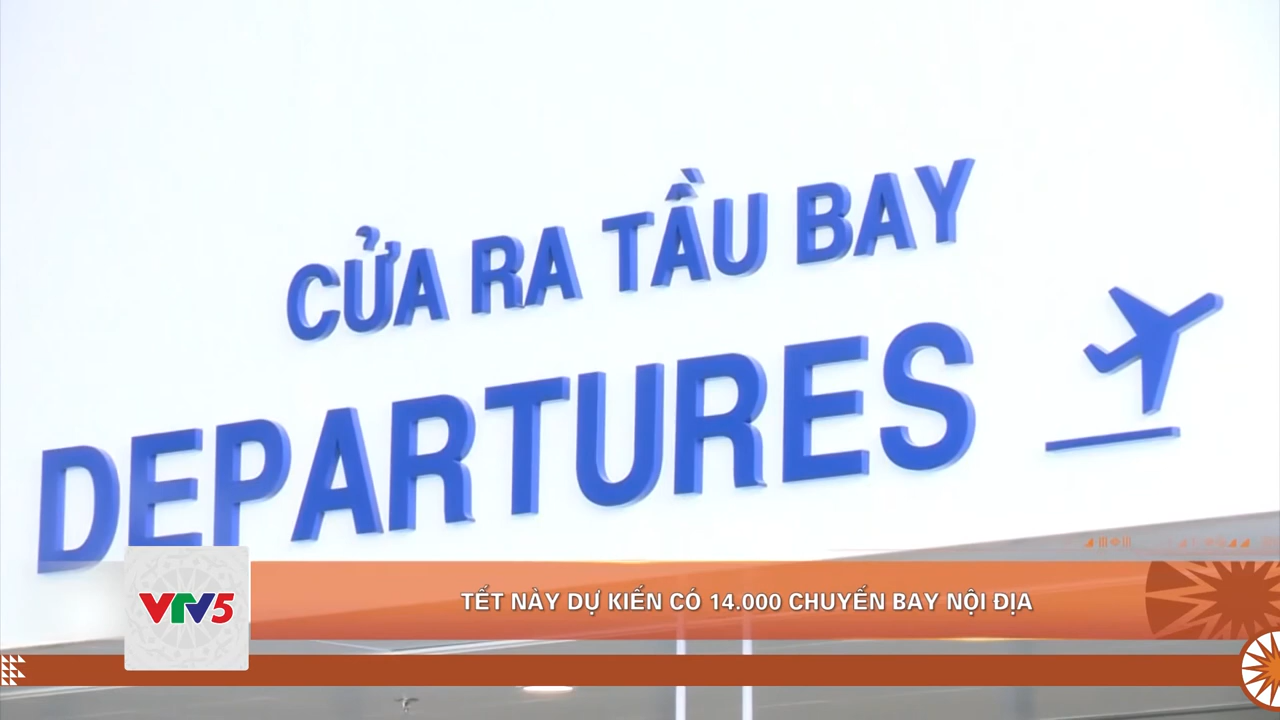 CỬA RA TẦU BAY
DEPARTURES
TẾT NÀY DỰ KIẾN CÓ 14.000 CHUYẾN BAY NỘI ĐỊA
VTV5